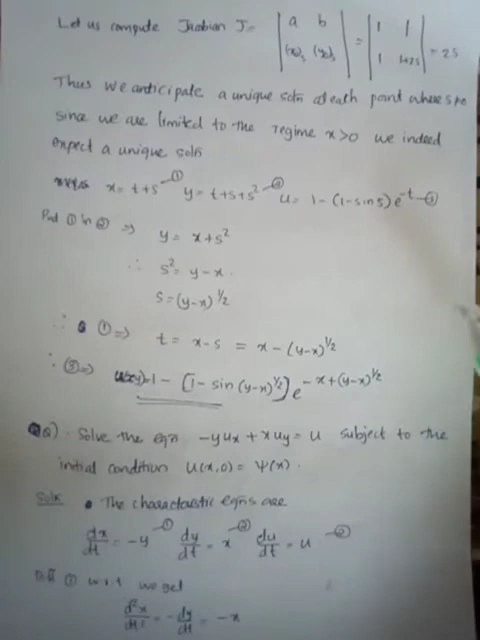 Let us compute Jacobian J = | a b | = | 1 1 | = 2s
| (x₀)s (y₀)s | | 1 1+2s |
Thus we anticipate a unique soln at each point where s≠0
since we are limited to the regime x>0 we indeed
expect a unique soln
x = t+s —① y = t+s+s² —② u = 1-(1-sin s)e^-t —③
Put ① in ② ⇒ y = x+s²
∴ s² = y-x.
s = (y-x)^1/2
∴ ① ⇒ t = x-s = x-(y-x)^1/2
∴ ③ ⇒ u(x,y) = 1 - [1-sin(y-x)^1/2] e^-x+(y-x)^1/2
Q). Solve the eqn -yux + xuy = u subject to the
initial condition u(x,0) = ψ(x).
Soln The characteristic eqns are
dx/dt = -y —① dy/dt = x —② du/dt = u —③
Diff ① w.r.t we get
d²x/dt² = -dy/dt = -x